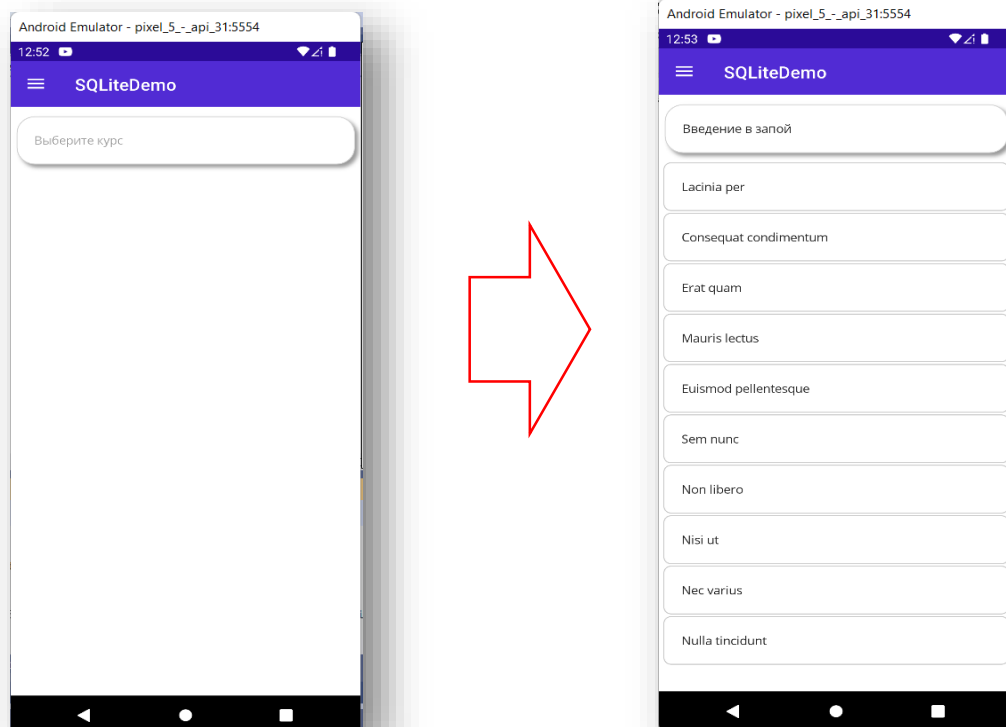 Android Emulator - pixel_5_-_api_31:5554
12:52
SQLiteDemo
Выберите курс
Android Emulator - pixel_5_-_api_31:5554
12:53
SQLiteDemo
Введение в запой
Lacinia per
Consequat condimentum
Erat quam
Mauris lectus
Euismod pellentesque
Sem nunc
Non libero
Nisi ut
Nec varius
Nulla tincidunt